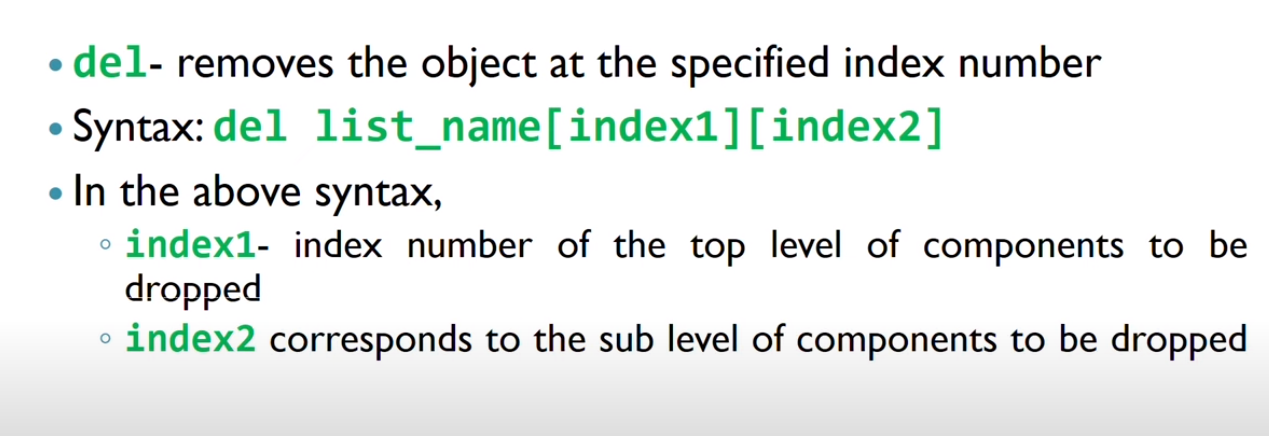 • del- removes the object at the specified index number
• Syntax: del list_name[index1][index2]
• In the above syntax,
◦ index1- index number of the top level of components to be
dropped
◦ index2 corresponds to the sub level of components to be dropped